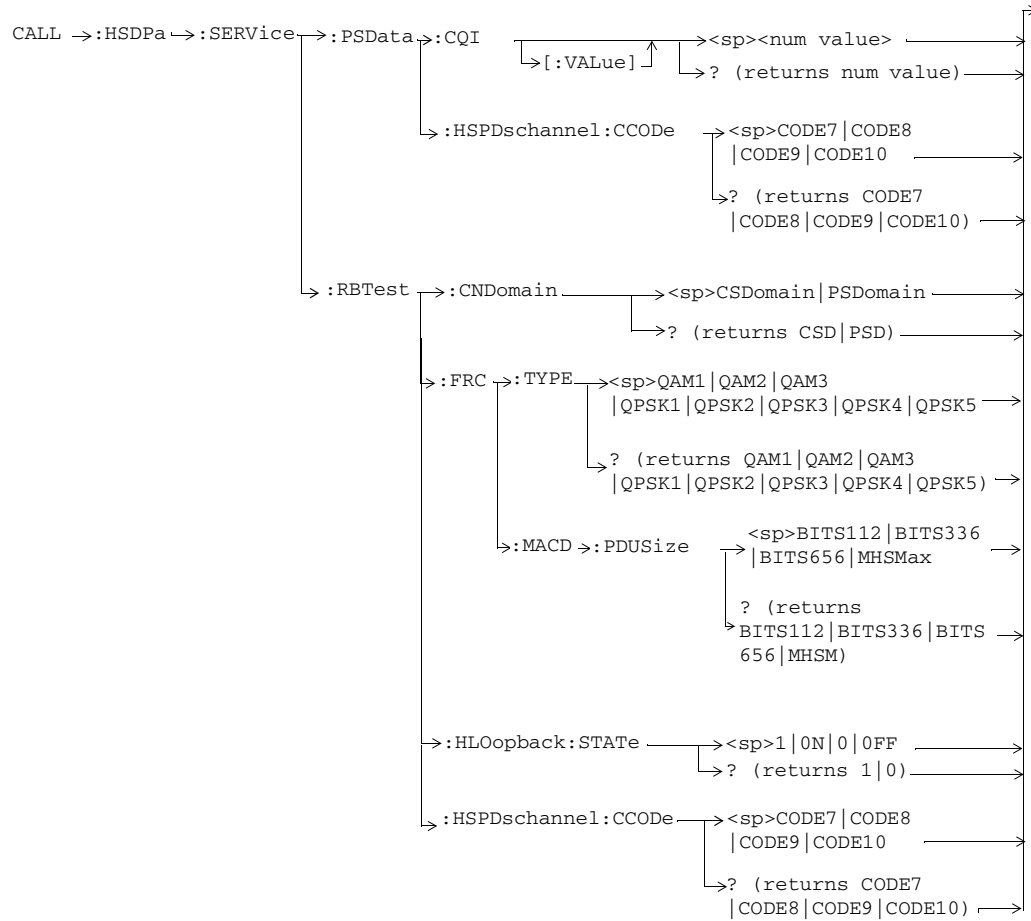 CALL :HSDPa :SERVice :PSData :CQI <sp><num value>
[:VALue] ? (returns num value)
:HSPDschannel:CCODe <sp>CODE7|CODE8
|CODE9|CODE10
? (returns CODE7
|CODE8|CODE9|CODE10)
:RBTest :CNDomain <sp>CSDomain|PSDomain
? (returns CSD|PSD)
:FRC :TYPE <sp>QAM1|QAM2|QAM3
|QPSK1|QPSK2|QPSK3|QPSK4|QPSK5
? (returns QAM1|QAM2|QAM3
|QPSK1|QPSK2|QPSK3|QPSK4|QPSK5)
:MACD :PDUSize <sp>BITS112|BITS336
|BITS656|MHSMax
? (returns
BITS112|BITS336|BITS
656|MHSM)
:HLOopback:STATe <sp>1|0N|0|0FF
? (returns 1|0)
:HSPDschannel:CCODe <sp>CODE7|CODE8
|CODE9|CODE10
? (returns CODE7
|CODE8|CODE9|CODE10)